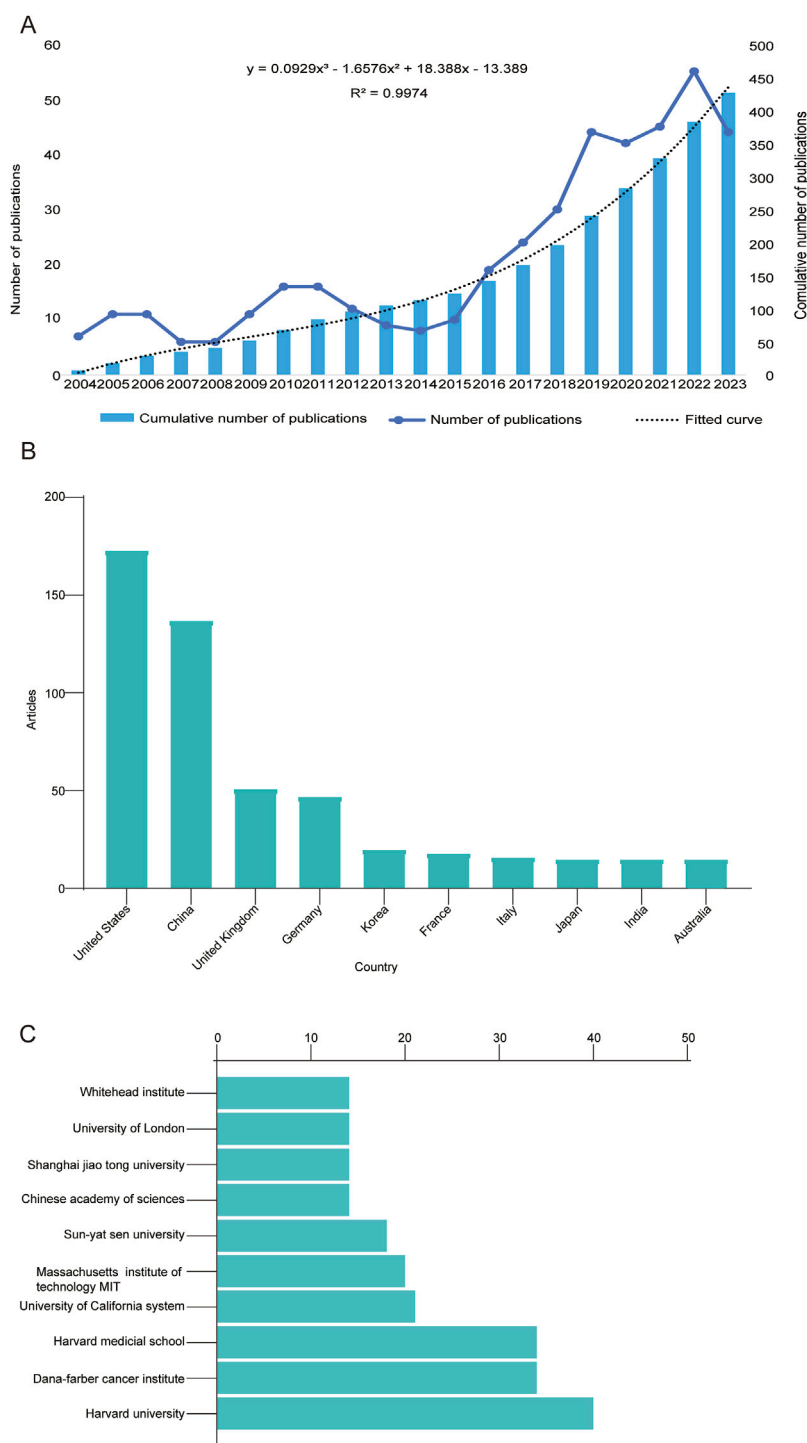 A
y = 0.0929x³ - 1.6576x² + 18.388x - 13.389
R² = 0.9974
60
50
40
30
20
10
0
Number of publications
500
450
400
350
300
250
200
150
100
50
0
Comulative number of publications
2004 2005 2006 2007 2008 2009 2010 2011 2012 2013 2014 2015 2016 2017 2018 2019 2020 2021 2022 2023
Cumulative number of publications Number of publications Fitted curve
B
200
150
100
50
0
Articles
United States
China
United Kingdom
Germany
Korea
France
Italy
Japan
India
Australia
Country
C
0 10 20 30 40 50
Whitehead institute
University of London
Shanghai jiao tong university
Chinese academy of sciences
Sun-yat sen university
Massachusetts institute of
technology MIT
University of California system
Harvard medicial school
Dana-farber cancer institute
Harvard university